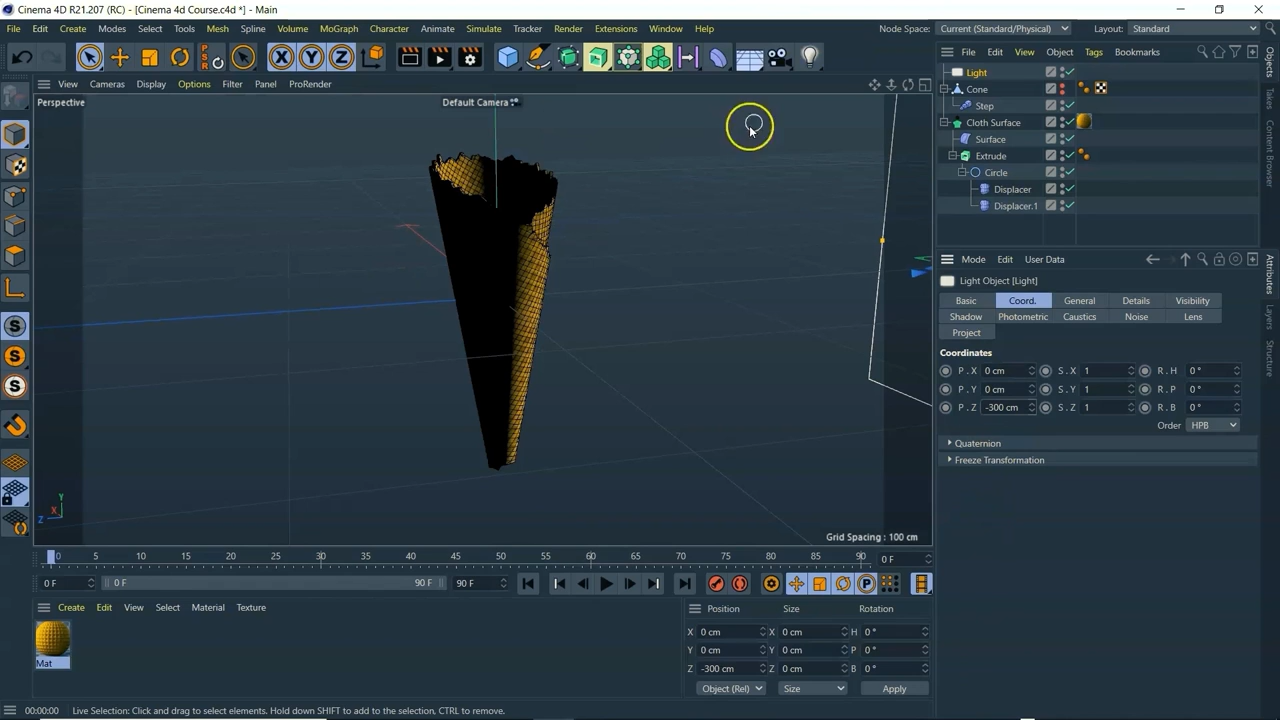 Cinema 4D R21.207 (RC) - [Cinema 4d Course.c4d *] - Main
File Edit Create Modes Select Tools Mesh Spline Volume MoGraph Character Animate Simulate Tracker Render Extensions Window Help
Node Space: Current (Standard/Physical) Layout: Standard
File Edit View Object Tags Bookmarks
View Cameras Display Options Filter Panel ProRender
Perspective
Default Camera
Light
Cone
Step
Cloth Surface
Surface
Extrude
Circle
Displacer
Displacer.1
Objects
Takes
Content Browser
Mode Edit User Data
Light Object [Light]
Basic Coord. General Details Visibility
Shadow Photometric Caustics Noise Lens
Project
Coordinates
P . X 0 cm S . X 1 R . H 0 °
P . Y 0 cm S . Y 1 R . P 0 °
P . Z -300 cm S . Z 1 R . B 0 °
Order HPB
Quaternion
Freeze Transformation
Attributes
Layers
Structure
Y
X
Z
Grid Spacing : 100 cm
0 5 10 15 20 25 30 35 40 45 50 55 60 65 70 75 80 85 90 0 F
0 F 0 F 90 F 90 F
Create Edit View Select Material Texture
Mat
Position Size Rotation
X 0 cm X 0 cm H 0 °
Y 0 cm Y 0 cm P 0 °
Z -300 cm Z 0 cm B 0 °
Object (Rel) Size Apply
00:00:00 Live Selection: Click and drag to select elements. Hold down SHIFT to add to the selection, CTRL to remove.